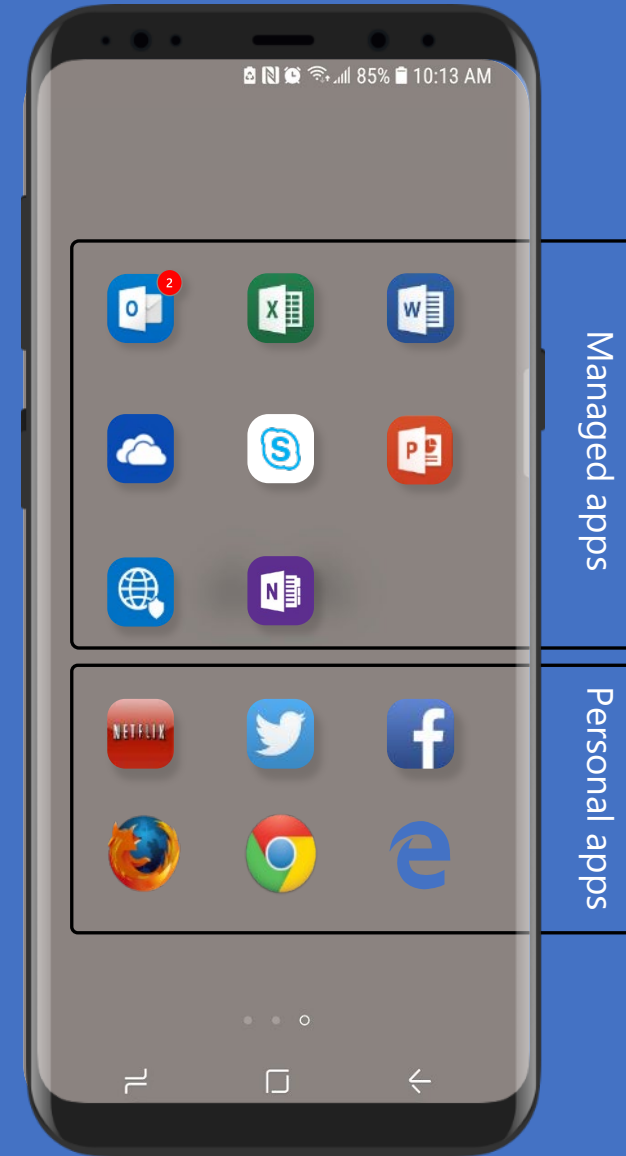 85% 10:13 AM
2
O
X
W
S
P
N
Managed apps
NETFLIX
f
e
Personal apps